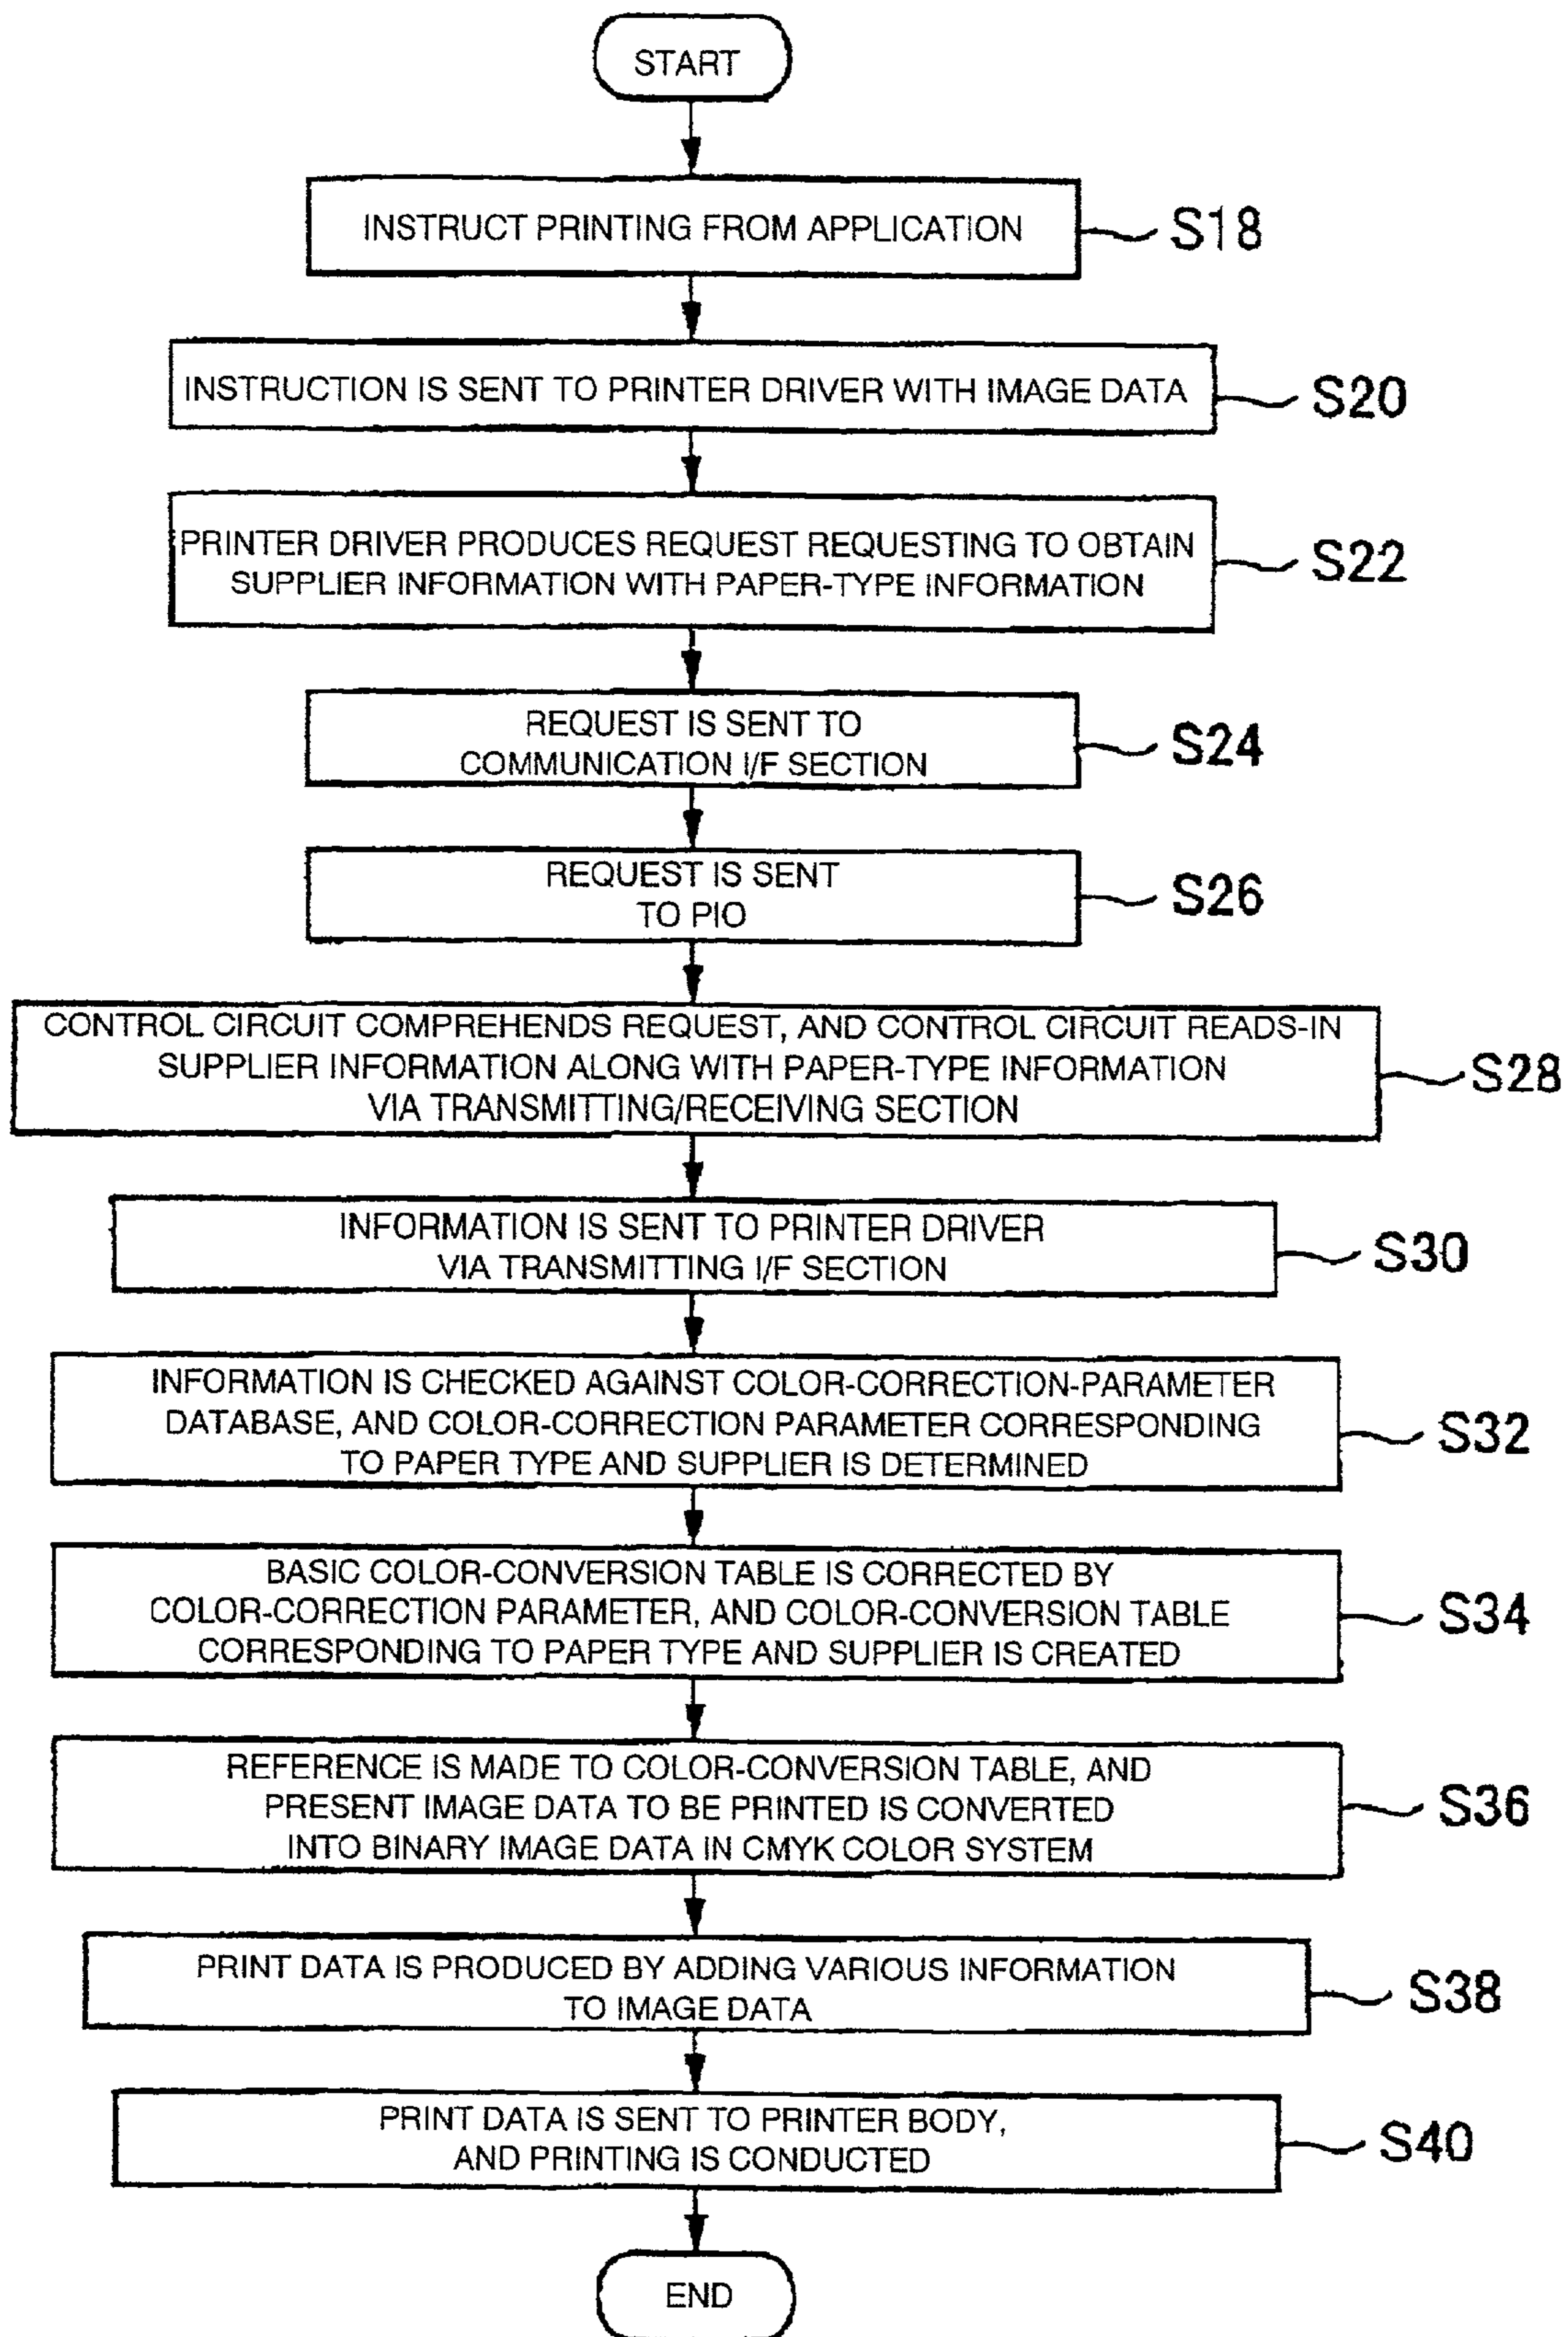 START
INSTRUCT PRINTING FROM APPLICATION
S18
INSTRUCTION IS SENT TO PRINTER DRIVER WITH IMAGE DATA
S20
PRINTER DRIVER PRODUCES REQUEST REQUESTING TO OBTAIN
SUPPLIER INFORMATION WITH PAPER-TYPE INFORMATION
S22
REQUEST IS SENT TO
COMMUNICATION I/F SECTION
S24
REQUEST IS SENT
TO PIO
S26
CONTROL CIRCUIT COMPREHENDS REQUEST, AND CONTROL CIRCUIT READS-IN
SUPPLIER INFORMATION ALONG WITH PAPER-TYPE INFORMATION
VIA TRANSMITTING/RECEIVING SECTION
S28
INFORMATION IS SENT TO PRINTER DRIVER
VIA TRANSMITTING I/F SECTION
S30
INFORMATION IS CHECKED AGAINST COLOR-CORRECTION-PARAMETER
DATABASE, AND COLOR-CORRECTION PARAMETER CORRESPONDING
TO PAPER TYPE AND SUPPLIER IS DETERMINED
S32
BASIC COLOR-CONVERSION TABLE IS CORRECTED BY
COLOR-CORRECTION PARAMETER, AND COLOR-CONVERSION TABLE
CORRESPONDING TO PAPER TYPE AND SUPPLIER IS CREATED
S34
REFERENCE IS MADE TO COLOR-CONVERSION TABLE, AND
PRESENT IMAGE DATA TO BE PRINTED IS CONVERTED
INTO BINARY IMAGE DATA IN CMYK COLOR SYSTEM
S36
PRINT DATA IS PRODUCED BY ADDING VARIOUS INFORMATION
TO IMAGE DATA
S38
PRINT DATA IS SENT TO PRINTER BODY,
AND PRINTING IS CONDUCTED
S40
END